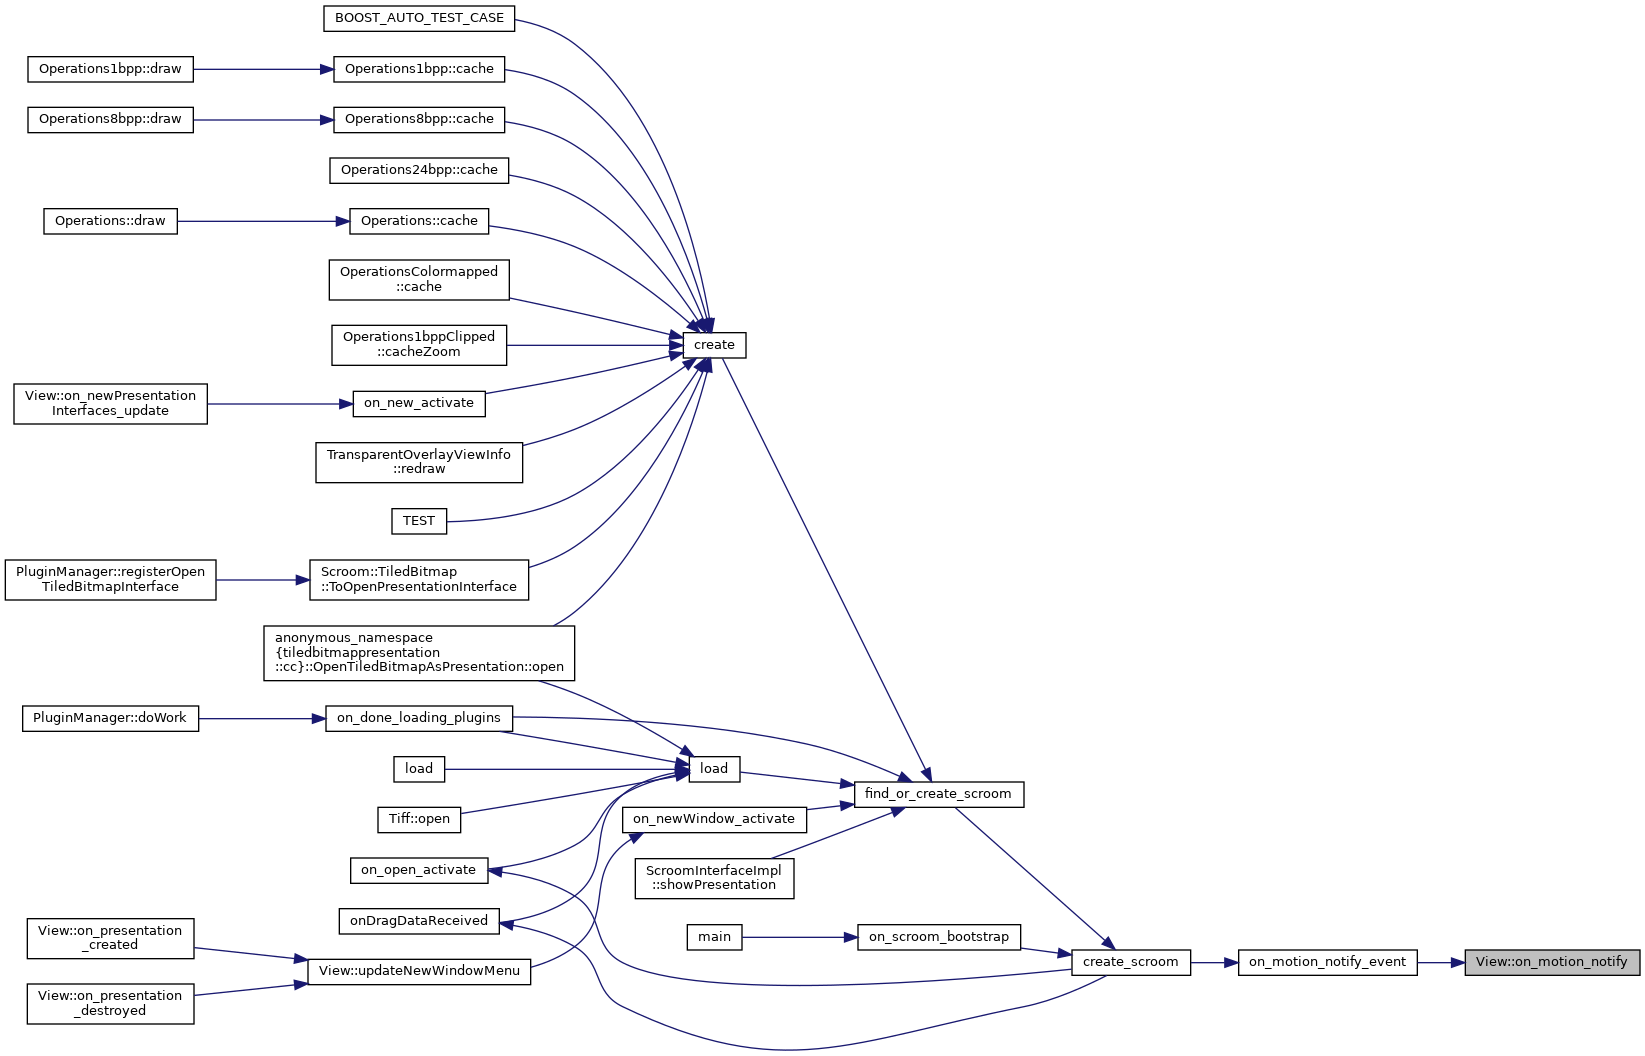 BOOST_AUTO_TEST_CASE
Operations1bpp::draw
Operations1bpp::cache
Operations8bpp::draw
Operations8bpp::cache
Operations24bpp::cache
Operations::draw
Operations::cache
OperationsColormapped
::cache
Operations1bppClipped
::cacheZoom
create
View::on_newPresentation
Interfaces_update
on_new_activate
TransparentOverlayViewInfo
::redraw
TEST
PluginManager::registerOpen
TiledBitmapInterface
Scroom::TiledBitmap
::ToOpenPresentationInterface
anonymous_namespace
{tiledbitmappresentation
::cc}::OpenTiledBitmapAsPresentation::open
PluginManager::doWork
on_done_loading_plugins
load
load
find_or_create_scroom
Tiff::open
on_newWindow_activate
on_open_activate
ScroomInterfaceImpl
::showPresentation
onDragDataReceived
View::on_presentation
_created
main
on_scroom_bootstrap
View::updateNewWindowMenu
create_scroom
on_motion_notify_event
View::on_motion_notify
View::on_presentation
_destroyed